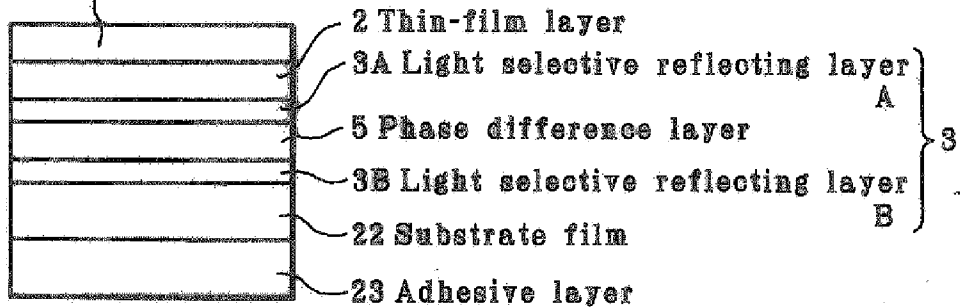 2 Thin-film layer
3A Light selective reflecting layer
A
5 Phase difference layer
3
3B Light selective reflecting layer
B
22 Substrate film
23 Adhesive layer